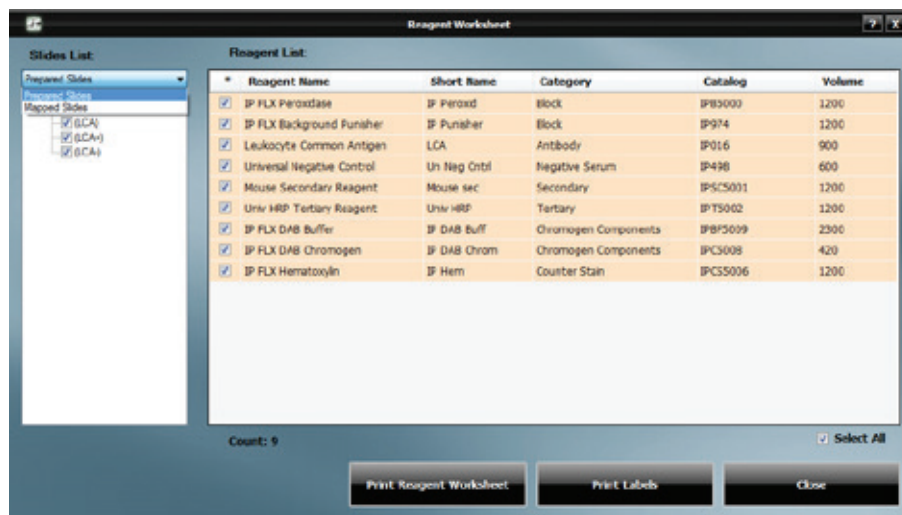 Reagent Worksheet
? X
Slides List:
Reagent List:
Prepared Slides
Prepared Slides
Mapped Slides
(LCA)
(LCA+)
(LCA-)
* Reagent Name Short Name Category Catalog Volume
IP FLX Peroxdase IP Peroxd Block IPB5000 1200
IP FLX Background Punisher IP Punisher Block IP974 1200
Leukocyte Common Antigen LCA Antibody IP016 900
Universal Negative Control Un Neg Cntrl Negative Serum IP498 600
Mouse Secondary Reagent Mouse sec Secondary IPSC5001 1200
Univ HRP Tertiary Reagent Univ HRP Tertary IPT5002 1200
IP FLX DAB Buffer IP DAB Buff Chromogen Components IPBF5009 2300
IP FLX DAB Chromogen IP DAB Chrom Chromogen Components IPC5008 420
IP FLX Hematoxylin IP Hem Counter Stain IPCS5006 1200
Count: 9
Select All
Print Reagent Worksheet Print Labels Close